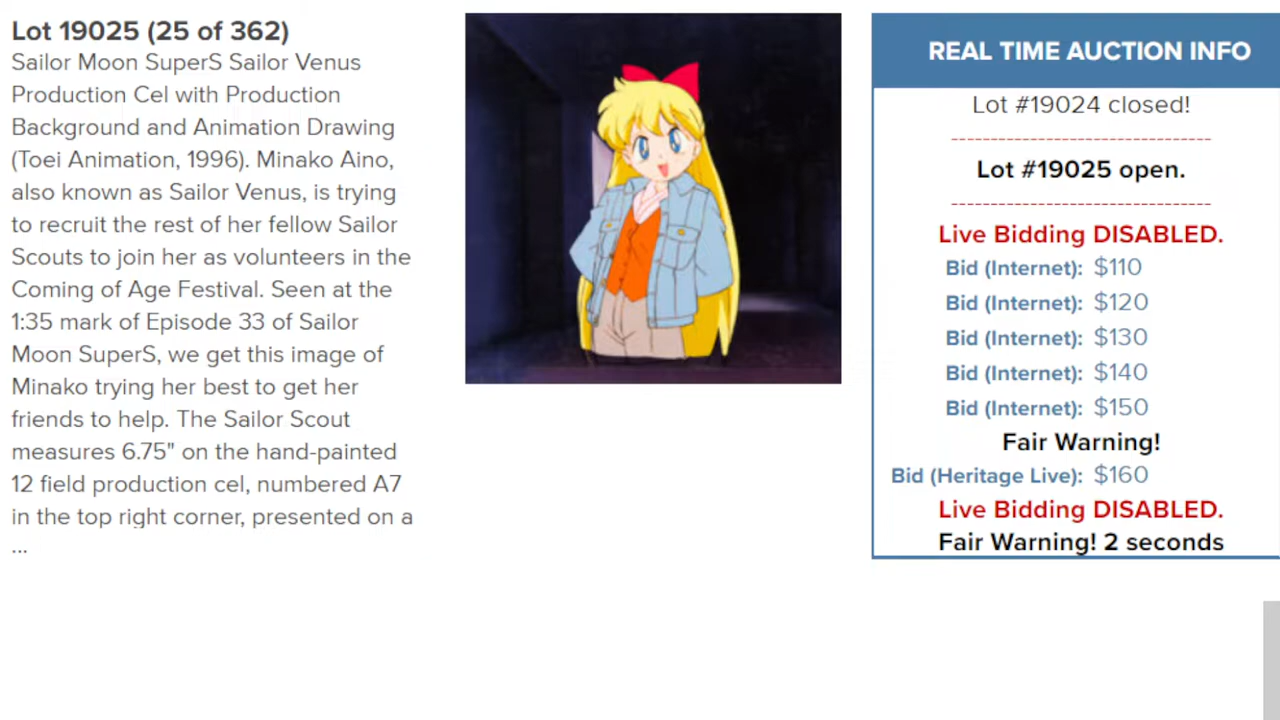 Lot 19025 (25 of 362)
Sailor Moon SuperS Sailor Venus
Production Cel with Production
Background and Animation Drawing
(Toei Animation, 1996). Minako Aino,
also known as Sailor Venus, is trying
to recruit the rest of her fellow Sailor
Scouts to join her as volunteers in the
Coming of Age Festival. Seen at the
1:35 mark of Episode 33 of Sailor
Moon SuperS, we get this image of
Minako trying her best to get her
friends to help. The Sailor Scout
measures 6.75" on the hand-painted
12 field production cel, numbered A7
in the top right corner, presented on a
...
REAL TIME AUCTION INFO
Lot #19024 closed!
--------------------------------
Lot #19025 open.
--------------------------------
Live Bidding DISABLED.
Bid (Internet): $110
Bid (Internet): $120
Bid (Internet): $130
Bid (Internet): $140
Bid (Internet): $150
Fair Warning!
Bid (Heritage Live): $160
Live Bidding DISABLED.
Fair Warning! 2 seconds